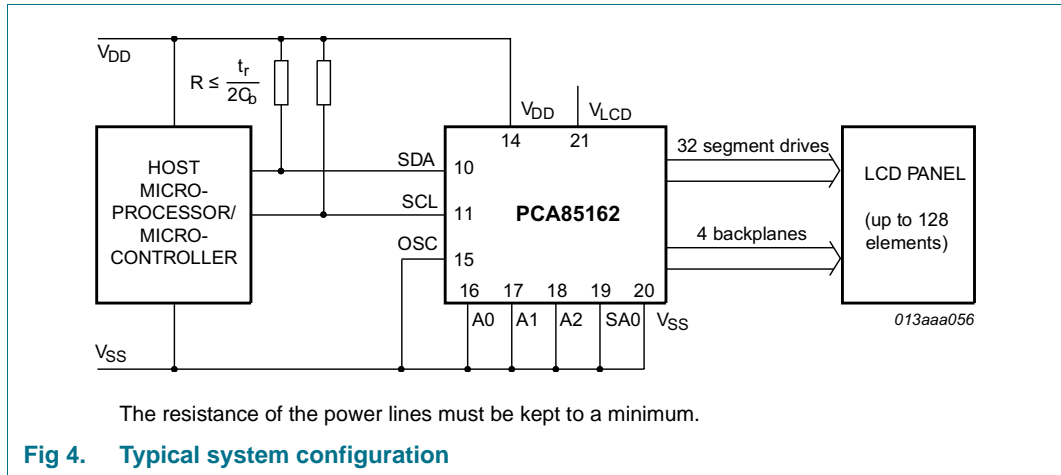 VDD
R ≤ tr
2Cb
VDD
VLCD
14
21
32 segment drives
SDA
10
HOST
MICRO-
PROCESSOR/
MICRO-
CONTROLLER
SCL
11
PCA85162
LCD PANEL
(up to 128
elements)
4 backplanes
OSC
15
16 17 18 19 20
A0 A1 A2 SA0 VSS
013aaa056
VSS
The resistance of the power lines must be kept to a minimum.
Fig 4. Typical system configuration